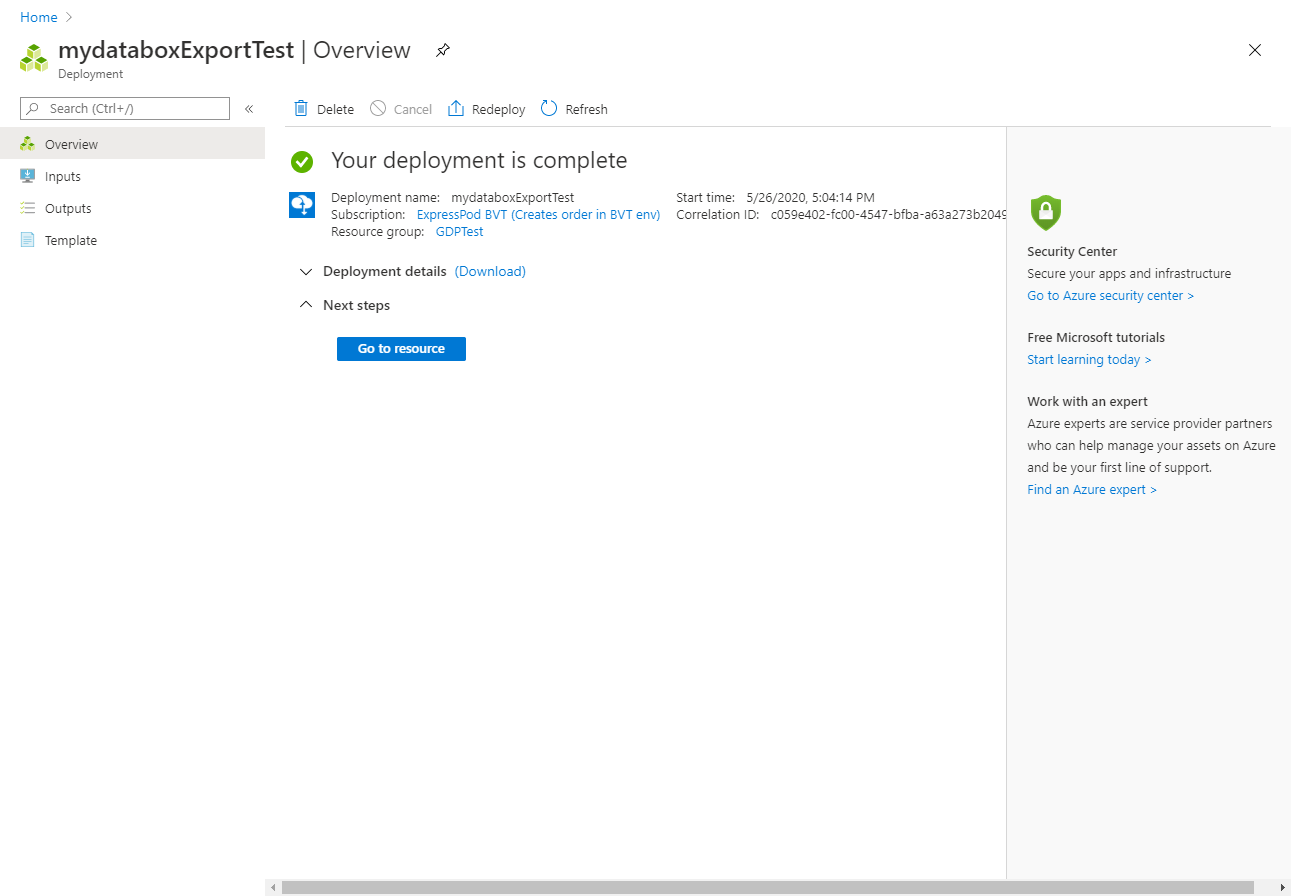 Home
mydataboxExportTest | Overview
Deployment
Search (Ctrl+/)
«
Delete
Cancel
Redeploy
Refresh
Overview
Inputs
Outputs
Template
Your deployment is complete
Deployment name: mydataboxExportTest
Subscription: ExpressPod BVT (Creates order in BVT env)
Resource group: GDPTest
Start time: 5/26/2020, 5:04:14 PM
Correlation ID: c059e402-fc00-4547-bfba-a63a273b2049
Deployment details (Download)
Next steps
Go to resource
Security Center
Secure your apps and infrastructure
Go to Azure security center >
Free Microsoft tutorials
Start learning today >
Work with an expert
Azure experts are service provider partners
who can help manage your assets on Azure
and be your first line of support.
Find an Azure expert >